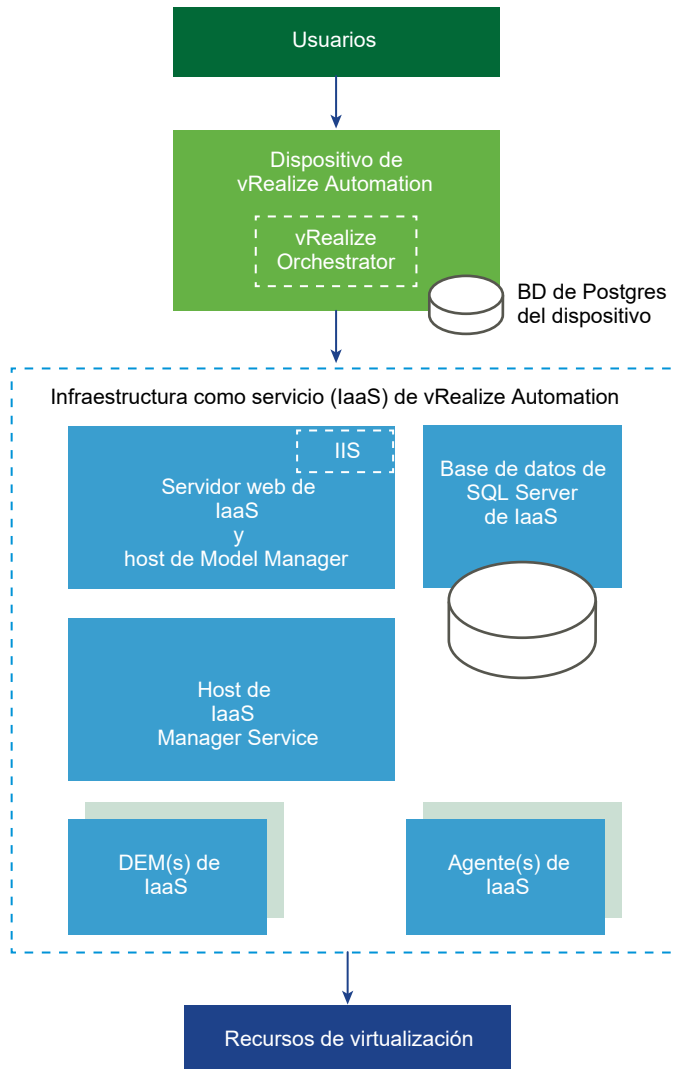 Usuarios
Dispositivo de
vRealize Automation
vRealize
Orchestrator
BD de Postgres
del dispositivo
Infraestructura como servicio (IaaS) de vRealize Automation
IIS
Servidor web de
IaaS
y
host de Model Manager
Base de datos de
SQL Server
de IaaS
Host de
IaaS
Manager Service
DEM(s) de
IaaS
Agente(s) de
IaaS
Recursos de virtualización